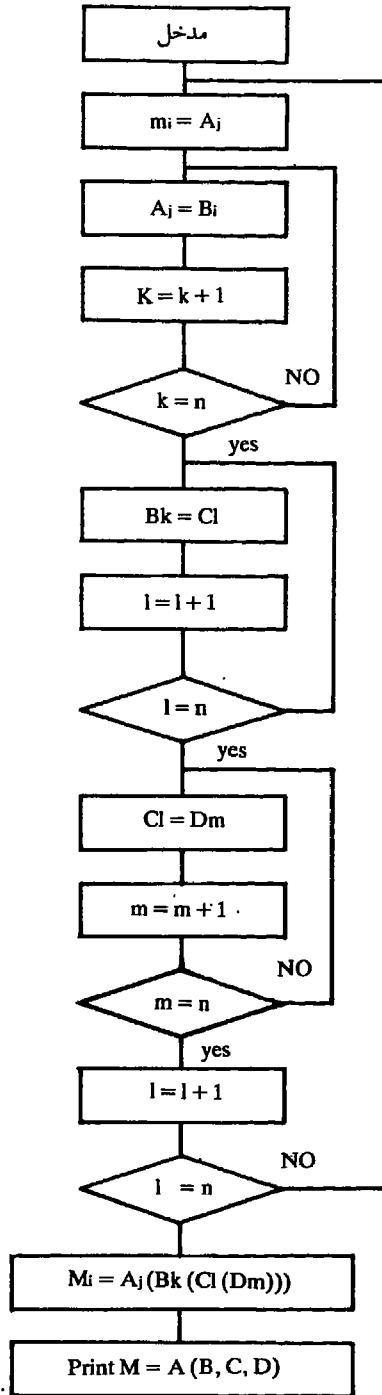 مدخل
mi = Aj
Aj = Bi
K = k + 1
k = n
NO
yes
Bk = Cl
l = l + 1
l = n
yes
Cl = Dm
m = m + 1
m = n
NO
yes
l = l + 1
l = n
NO
Mi = Aj (Bk (Cl (Dm)))
Print M = A (B, C, D)